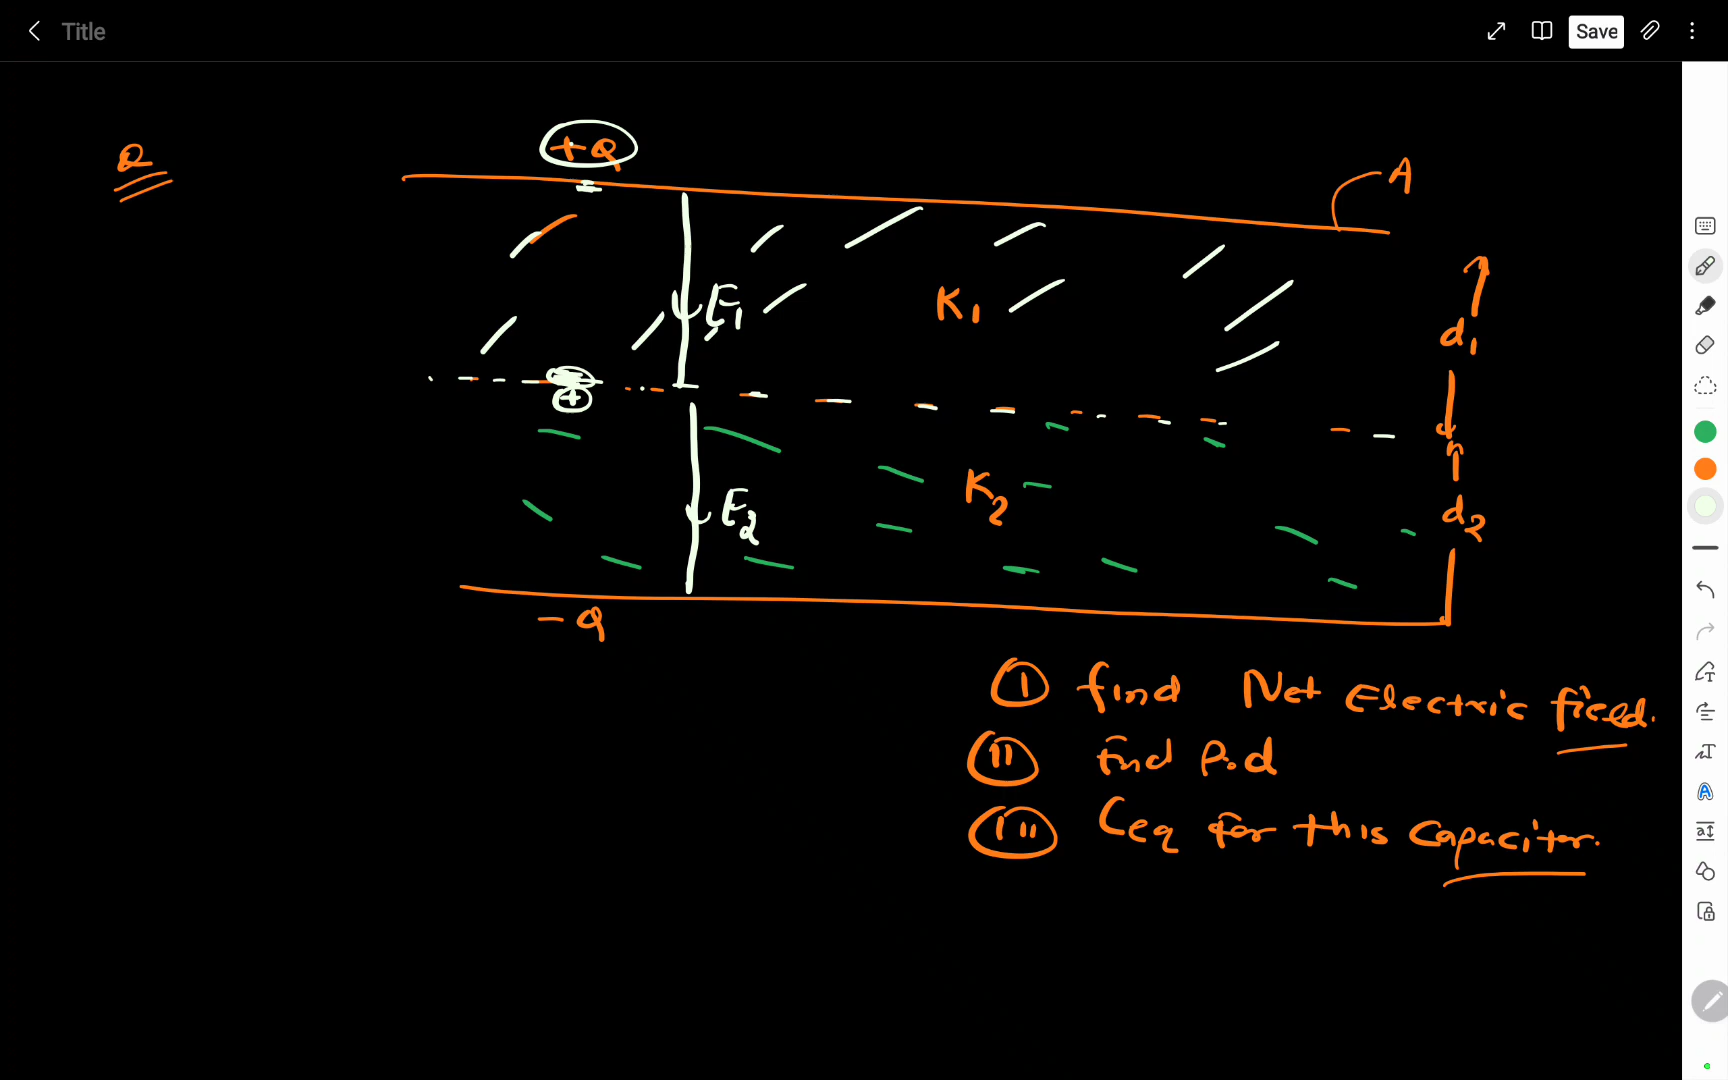 Title
Save
Q
+Q
A
E1
K1
d1
+
K2
E2
d2
-Q
(I) find Net Electric field.
(II) find P.d
(III) Ceq for this Capacitor.